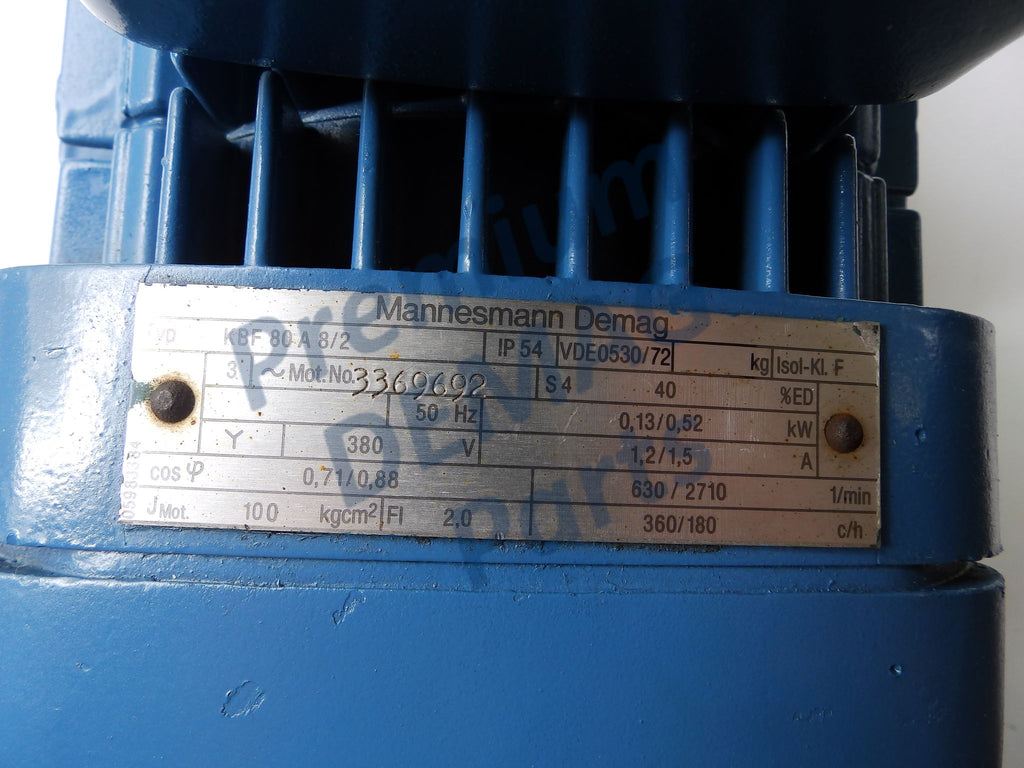 Mannesmann Demag
Typ KBF 80 A 8/2 IP 54 VDE0530/72 kg Isol-Kl. F
3 ~ Mot. No. 3369692 S 4 40 %ED
50 Hz 0,13/0,52 kW
Y 380 V 1,2/1,5 A
cos φ 0,71/0,88 630 / 2710 1/min
J Mot. 100 kgcm² FI 2,0 360/180 c/h
Premium
DEMAG
Parts